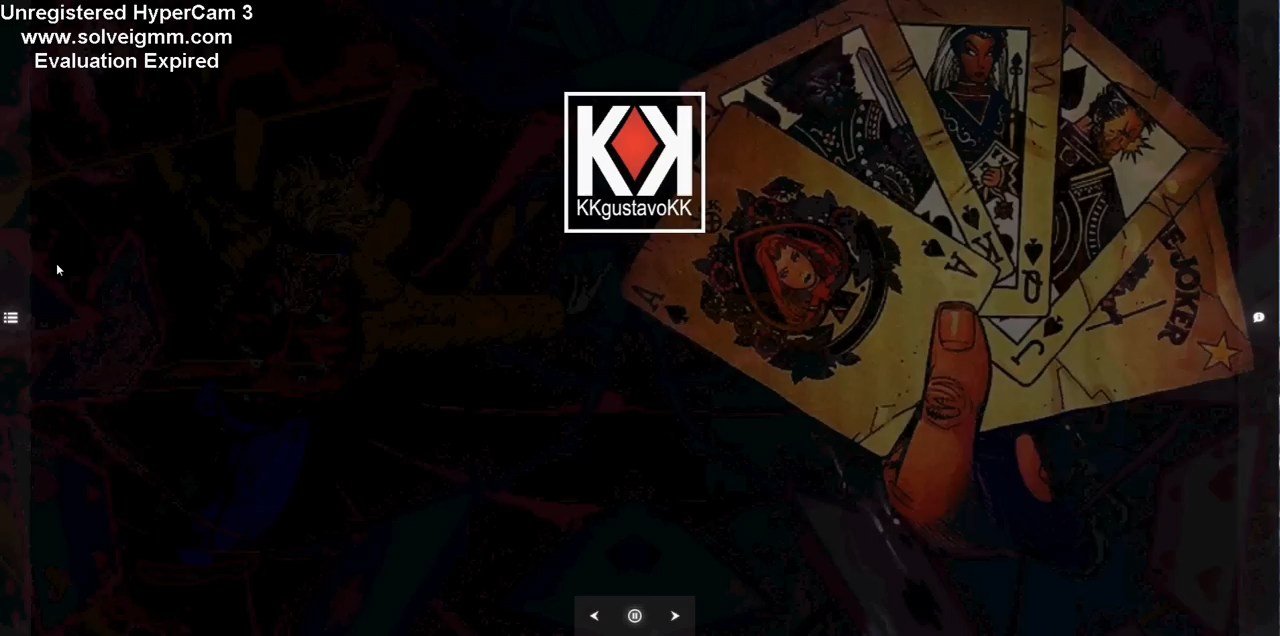 Unregistered HyperCam 3
www.solveigmm.com
Evaluation Expired
KK
KKgustavoKK
A
A
K
Q
J
JOKER